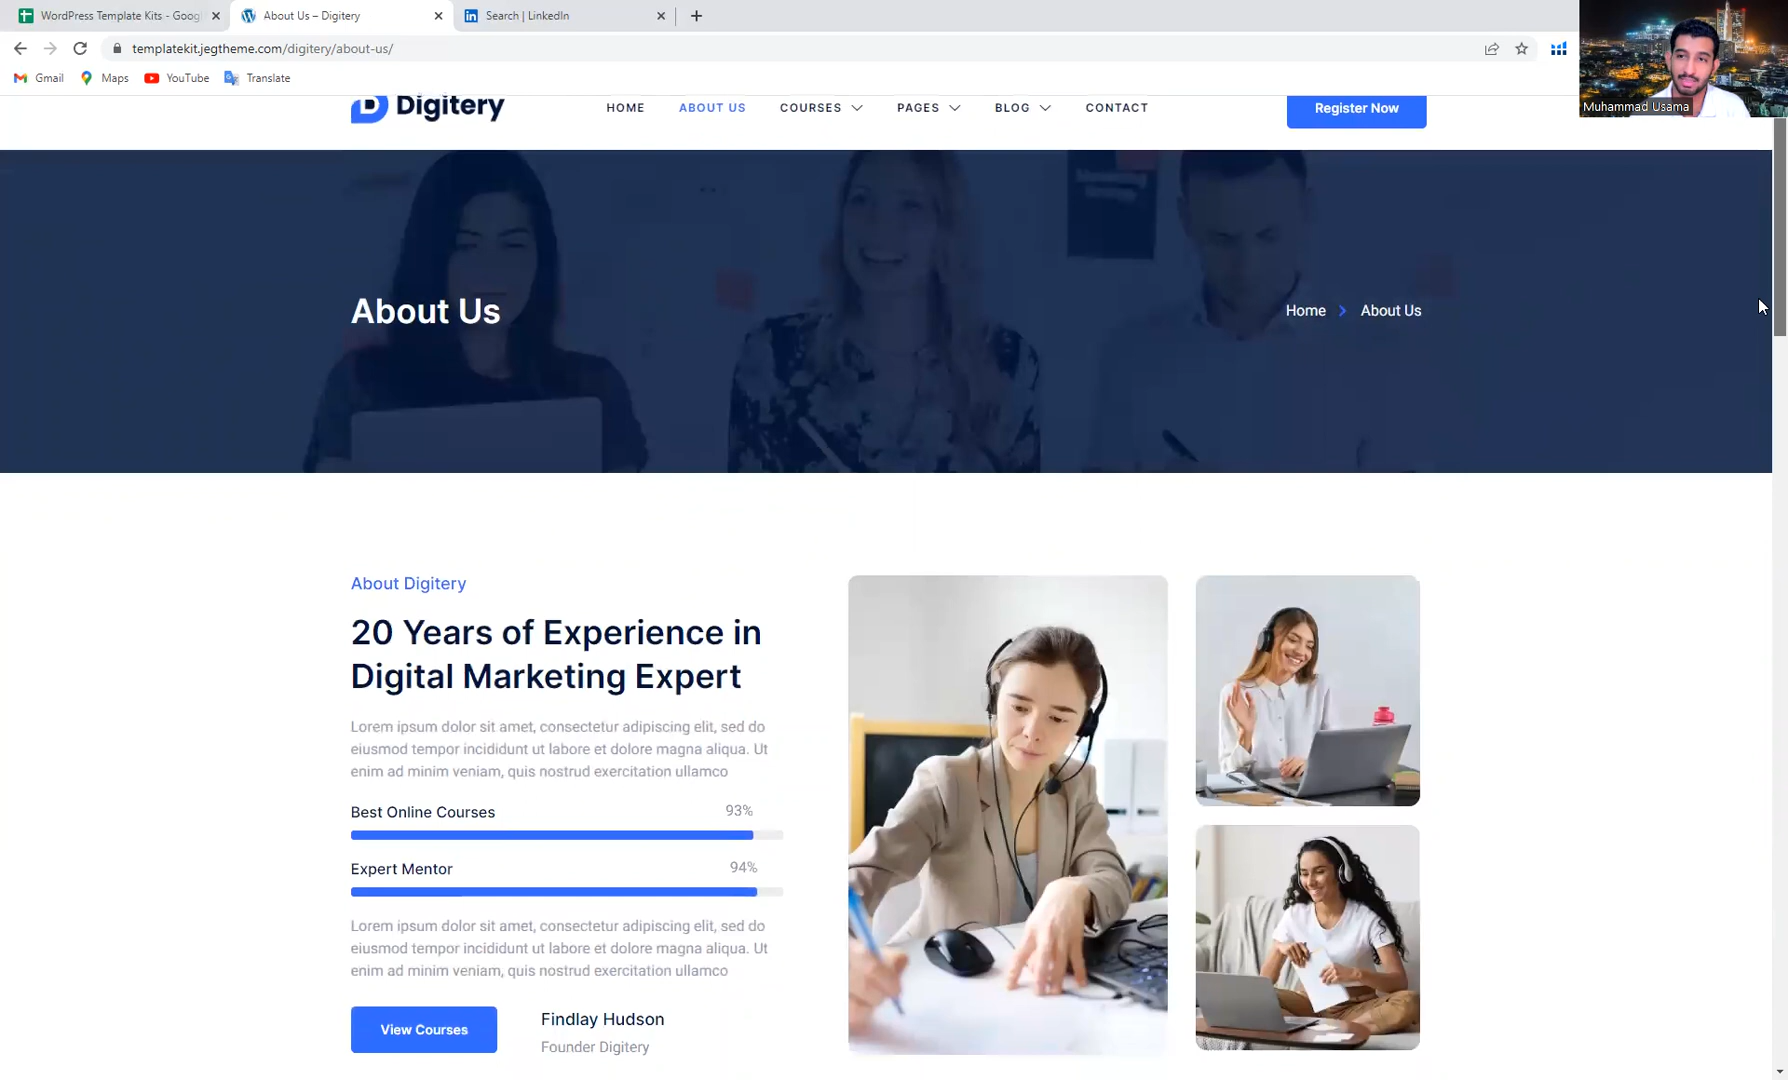 WordPress Template Kits - Goog
About Us – Digitery
Search | LinkedIn
templatekit.jegtheme.com/digitery/about-us/
Gmail
Maps
YouTube
Translate
Muhammad Usama
Digitery
HOME
ABOUT US
COURSES
PAGES
BLOG
CONTACT
Register Now
About Us
Home
About Us
About Digitery
20 Years of Experience in
Digital Marketing Expert
Lorem ipsum dolor sit amet, consectetur adipiscing elit, sed do
eiusmod tempor incididunt ut labore et dolore magna aliqua. Ut
enim ad minim veniam, quis nostrud exercitation ullamco
Best Online Courses 93%
Expert Mentor 94%
Lorem ipsum dolor sit amet, consectetur adipiscing elit, sed do
eiusmod tempor incididunt ut labore et dolore magna aliqua. Ut
enim ad minim veniam, quis nostrud exercitation ullamco
View Courses
Findlay Hudson
Founder Digitery